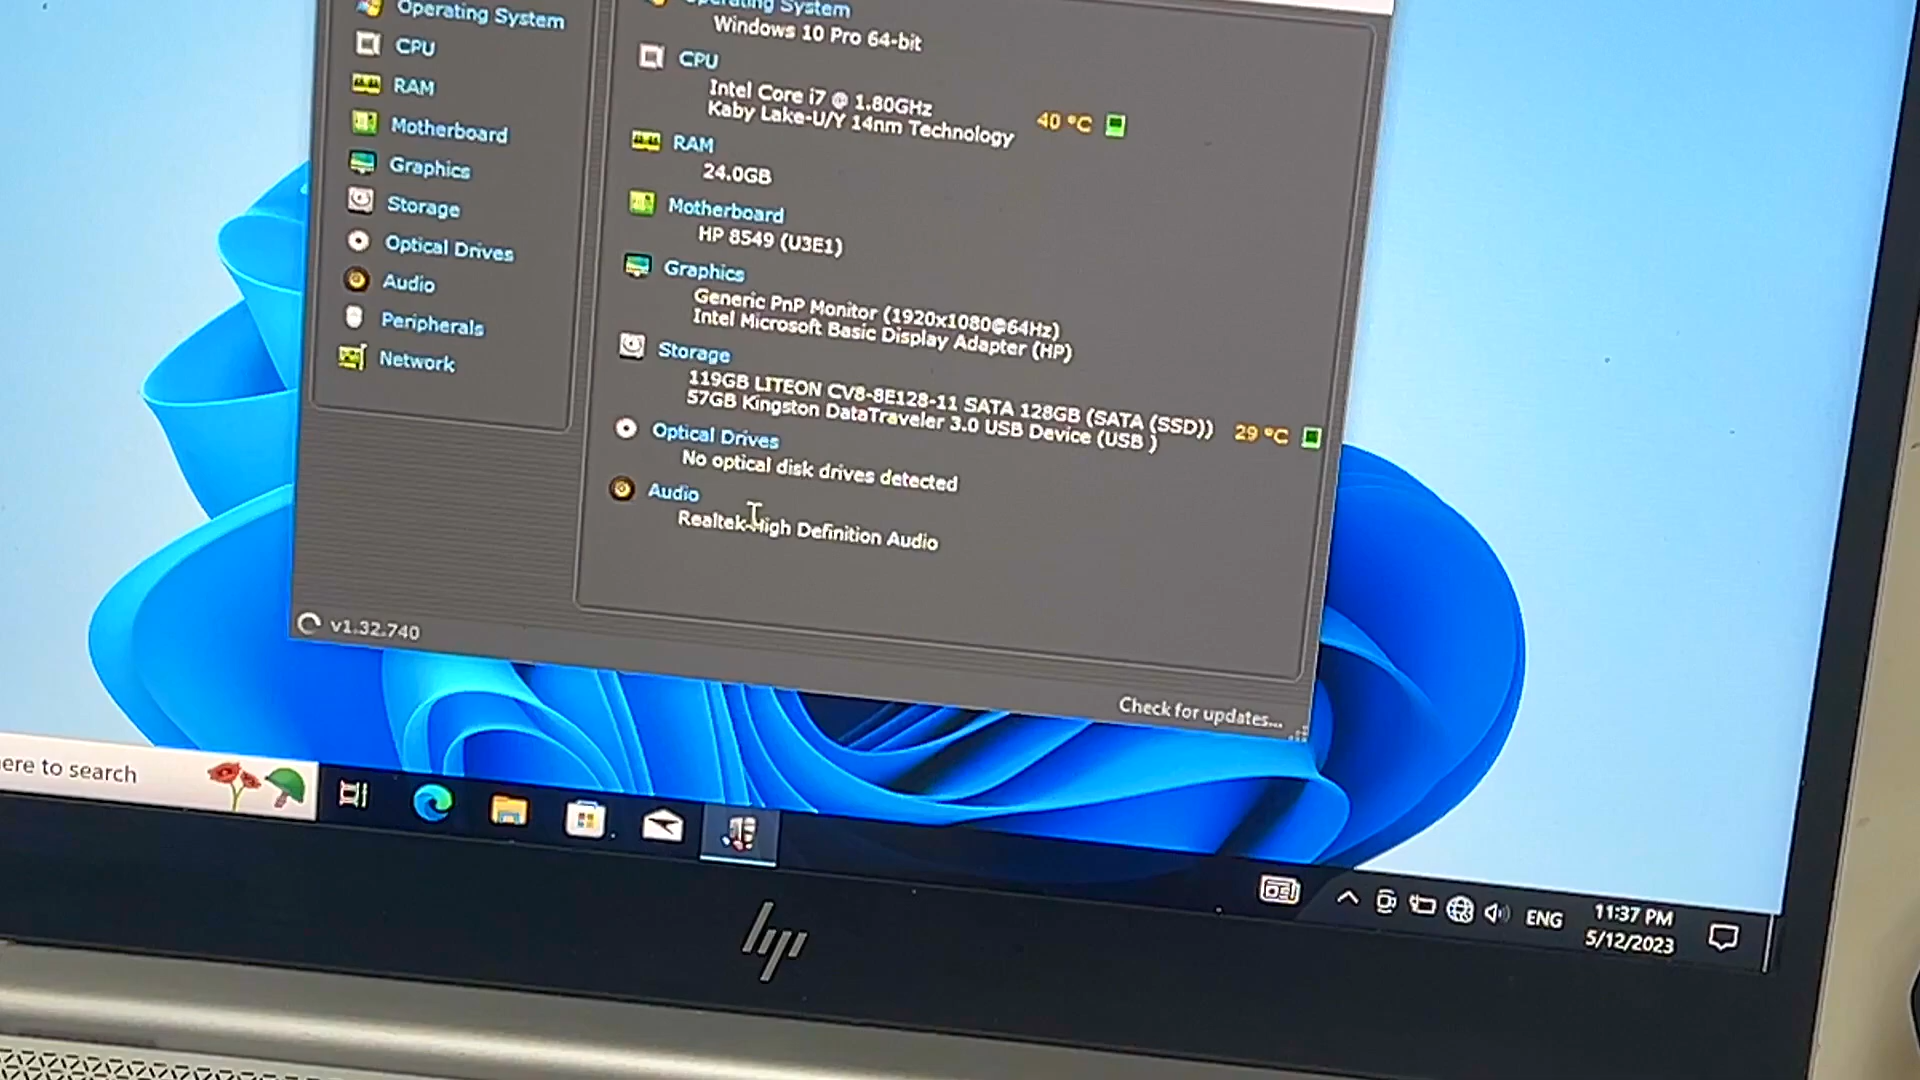 Operating System
CPU
RAM
Motherboard
Graphics
Storage
Optical Drives
Audio
Peripherals
Network
Operating System
Windows 10 Pro 64-bit
CPU
Intel Core i7 @ 1.80GHz
Kaby Lake-U/Y 14nm Technology
40 °C
RAM
24.0GB
Motherboard
HP 8549 (U3E1)
Graphics
Generic PnP Monitor (1920x1080@64Hz)
Intel Microsoft Basic Display Adapter (HP)
Storage
119GB LITEON CV8-8E128-11 SATA 128GB (SATA (SSD))
57GB Kingston DataTraveler 3.0 USB Device (USB )
29 °C
Optical Drives
No optical disk drives detected
Audio
Realtek High Definition Audio
v1.32.740
Check for updates...
ere to search
ENG
11:37 PM
5/12/2023
hp